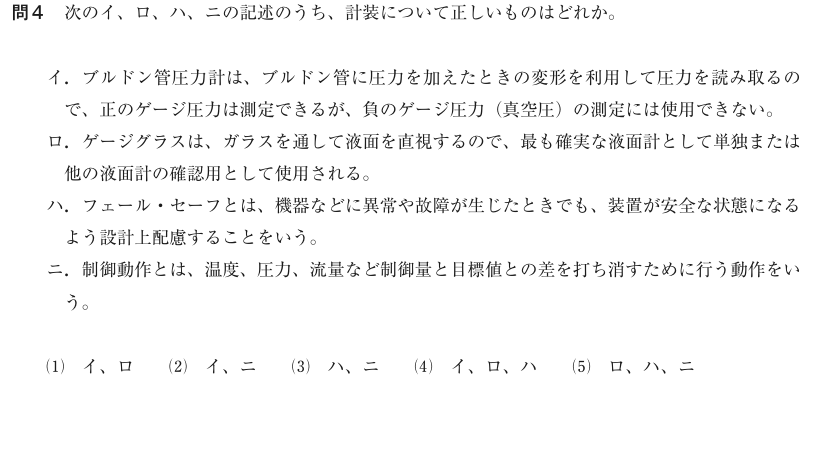 問4 次のイ、ロ、ハ、ニの記述のうち、計装について正しいものはどれか。
イ．ブルドン管圧力計は、ブルドン管に圧力を加えたときの変形を利用して圧力を読み取るの
で、正のゲージ圧力は測定できるが、負のゲージ圧力（真空圧）の測定には使用できない。
ロ．ゲージグラスは、ガラスを通して液面を直視するので、最も確実な液面計として単独または
他の液面計の確認用として使用される。
ハ．フェール・セーフとは、機器などに異常や故障が生じたときでも、装置が安全な状態になる
よう設計上配慮することをいう。
ニ．制御動作とは、温度、圧力、流量など制御量と目標値との差を打ち消すために行う動作をい
う。
(1) イ、ロ (2) イ、ニ (3) ハ、ニ (4) イ、ロ、ハ (5) ロ、ハ、ニ